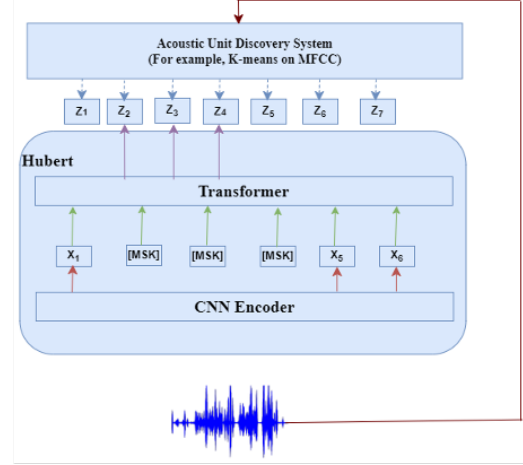 Acoustic Unit Discovery System
(For example, K-means on MFCC)
Z1 Z2 Z3 Z4 Z5 Z6 Z7
Hubert
Transformer
X1 [MSK] [MSK] [MSK] X5 X6
CNN Encoder